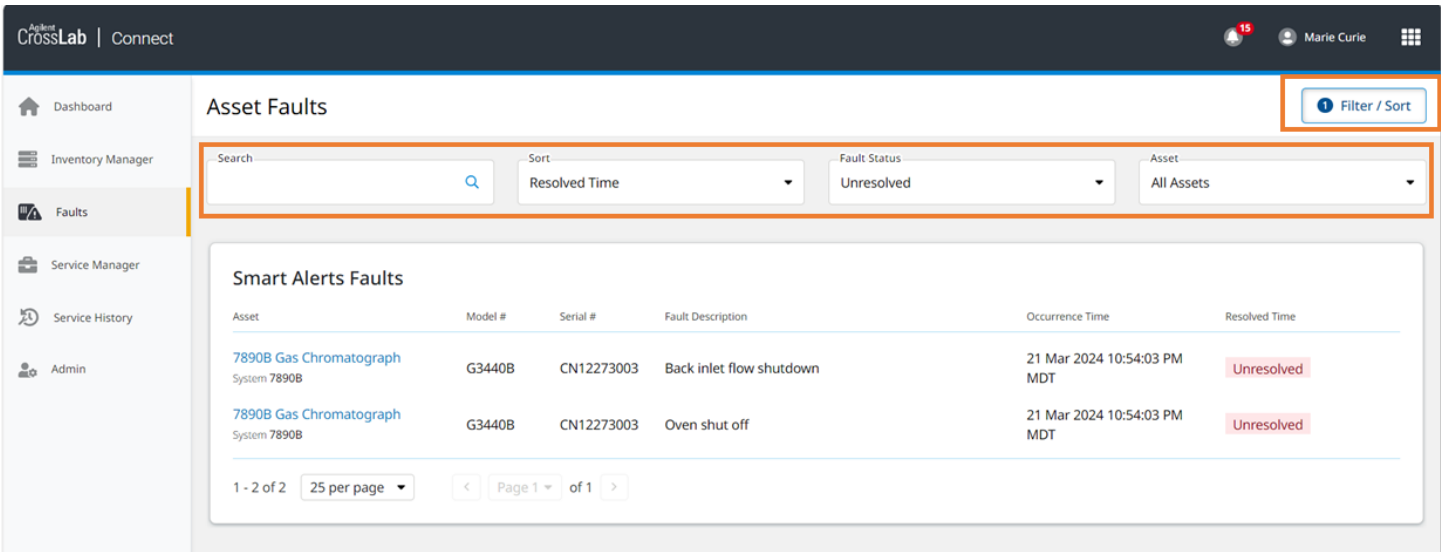 Agilent
CrossLab | Connect
15
Marie Curie
Dashboard
Inventory Manager
Faults
Service Manager
Service History
Admin
Asset Faults
1 Filter / Sort
Search
Sort
Resolved Time
Fault Status
Unresolved
Asset
All Assets
Smart Alerts Faults
Asset Model # Serial # Fault Description Occurrence Time Resolved Time
7890B Gas Chromatograph
System 7890B
G3440B CN12273003 Back inlet flow shutdown
21 Mar 2024 10:54:03 PM
MDT
Unresolved
7890B Gas Chromatograph
System 7890B
G3440B CN12273003 Oven shut off
21 Mar 2024 10:54:03 PM
MDT
Unresolved
1 - 2 of 2 25 per page < Page 1 of 1 >